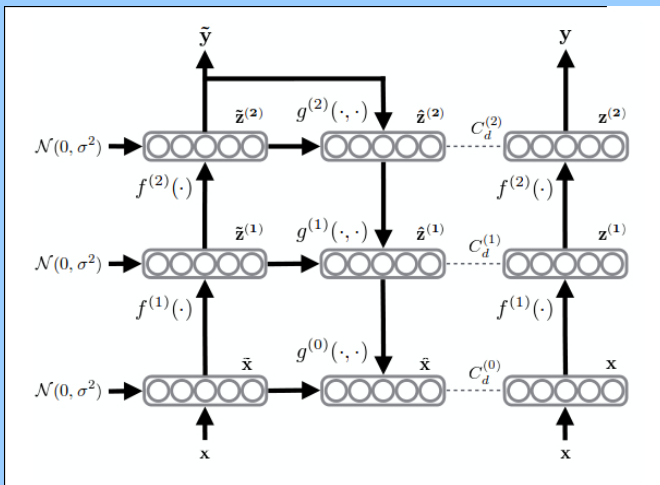 ỹ y
g⁽²⁾(·,·)
z̃⁽²⁾ ẑ⁽²⁾ C_d⁽²⁾ z⁽²⁾
N(0, σ²)
f⁽²⁾(·) f⁽²⁾(·)
g⁽¹⁾(·,·)
z̃⁽¹⁾ ẑ⁽¹⁾ C_d⁽¹⁾ z⁽¹⁾
N(0, σ²)
f⁽¹⁾(·) f⁽¹⁾(·)
g⁽⁰⁾(·,·)
x̃ x̂ C_d⁽⁰⁾ x
N(0, σ²)
x x